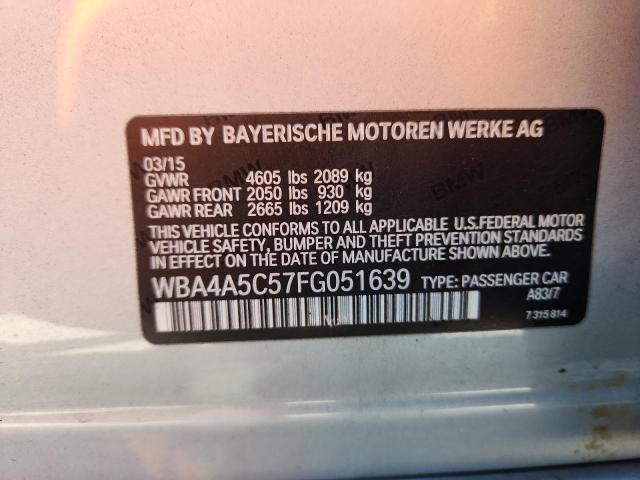 MFD BY BAYERISCHE MOTOREN WERKE AG
03/15
GVWR 4605 lbs 2089 kg
GAWR FRONT 2050 lbs 930 kg
GAWR REAR 2665 lbs 1209 kg
THIS VEHICLE CONFORMS TO ALL APPLICABLE U.S.FEDERAL MOTOR
VEHICLE SAFETY, BUMPER AND THEFT PREVENTION STANDARDS
IN EFFECT ON THE DATE OF MANUFACTURE SHOWN ABOVE.
WBA4A5C57FG051639 TYPE: PASSENGER CAR
A83/7
7 315 814